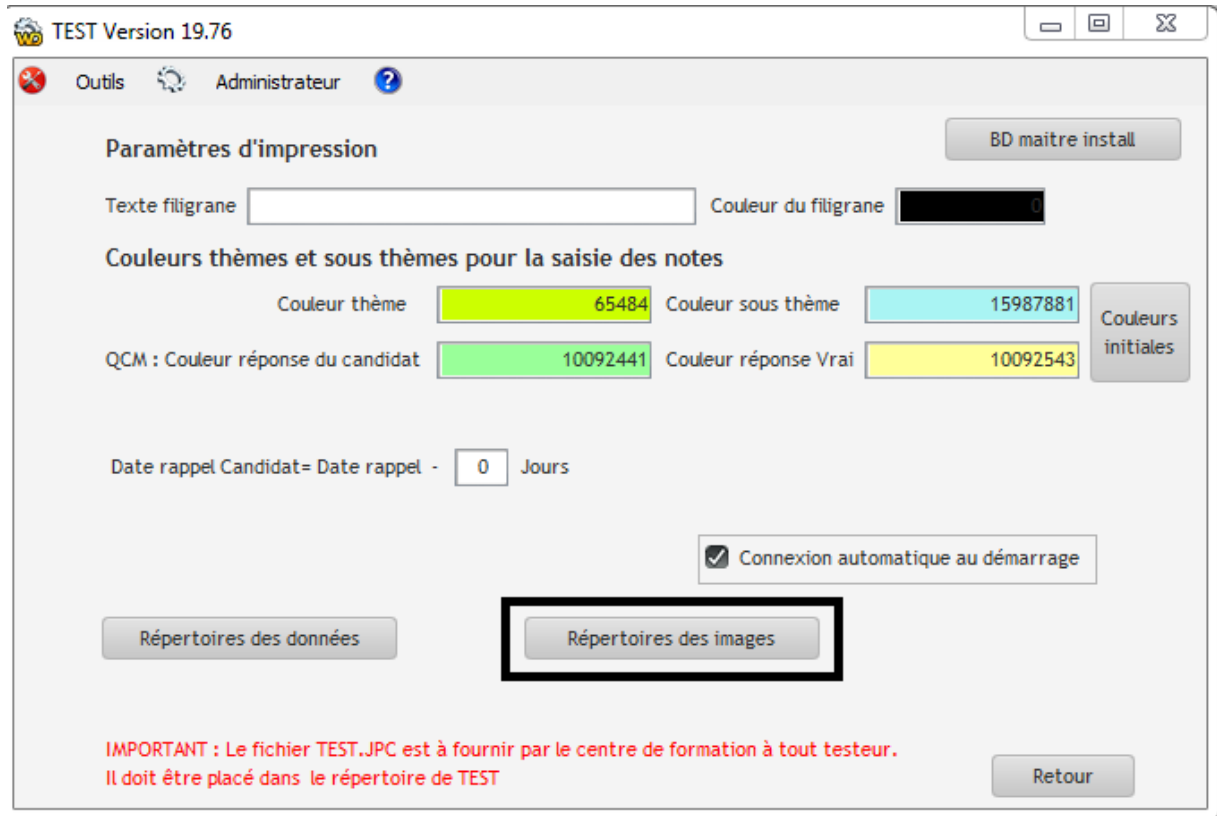 TEST Version 19.76
Outils Administrateur ?
BD maitre install
Paramètres d'impression
Texte filigrane Couleur du filigrane 0
Couleurs thèmes et sous thèmes pour la saisie des notes
Couleur thème 65484 Couleur sous thème 15987881
Couleurs
initiales
QCM : Couleur réponse du candidat 10092441 Couleur réponse Vrai 10092543
Date rappel Candidat= Date rappel - 0 Jours
Connexion automatique au démarrage
Répertoires des données Répertoires des images
IMPORTANT : Le fichier TEST.JPC est à fournir par le centre de formation à tout testeur.
Il doit être placé dans le répertoire de TEST
Retour